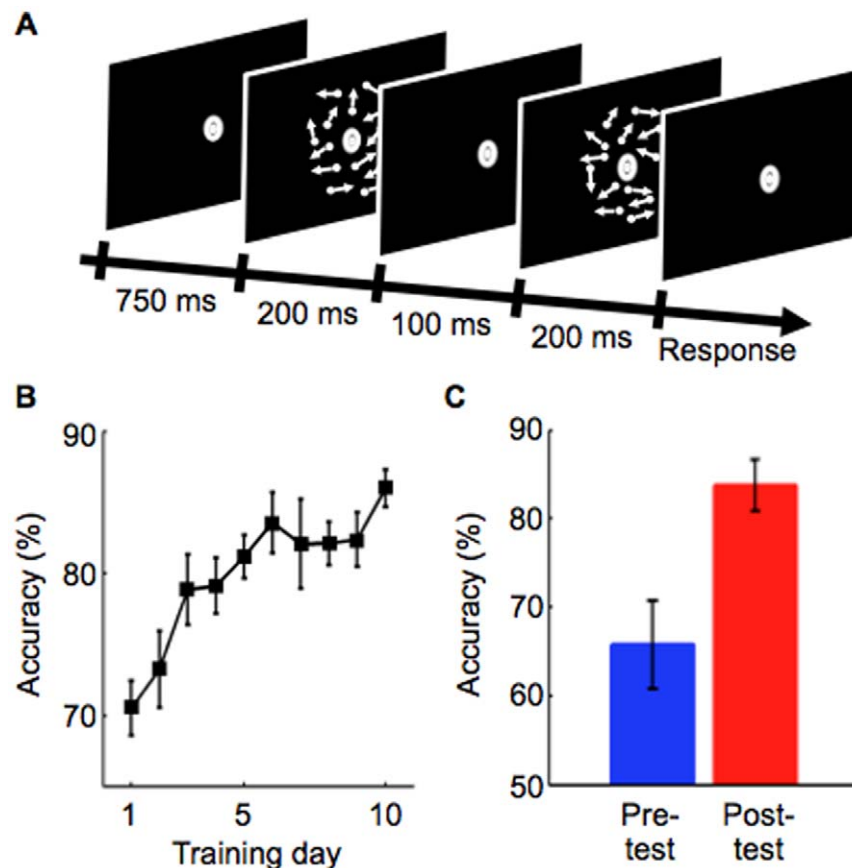 A
750 ms
200 ms
100 ms
200 ms
Response
B
90
80
70
Accuracy (%)
1
5
10
Training day
C
90
80
70
60
50
Accuracy (%)
Pre-
test
Post-
test